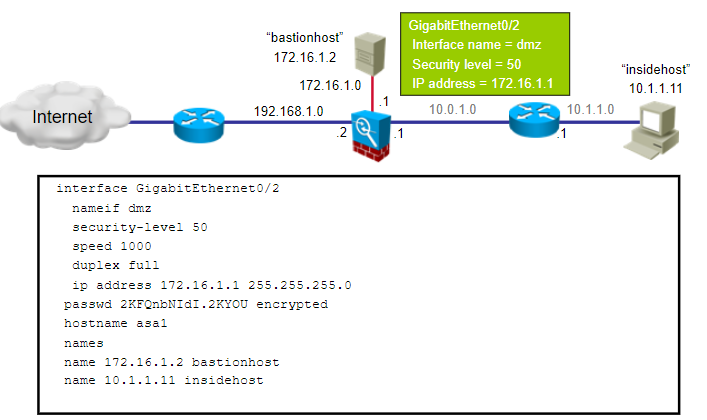 GigabitEthernet0/2
Interface name = dmz
Security level = 50
IP address = 172.16.1.1
“bastionhost”
172.16.1.2
172.16.1.0
.1
“insidehost”
10.1.1.11
Internet
192.168.1.0
.2
.1
10.0.1.0
10.1.1.0
.1
interface GigabitEthernet0/2
nameif dmz
security-level 50
speed 1000
duplex full
ip address 172.16.1.1 255.255.255.0
passwd 2KFQnbNIdI.2KYOU encrypted
hostname asa1
names
name 172.16.1.2 bastionhost
name 10.1.1.11 insidehost